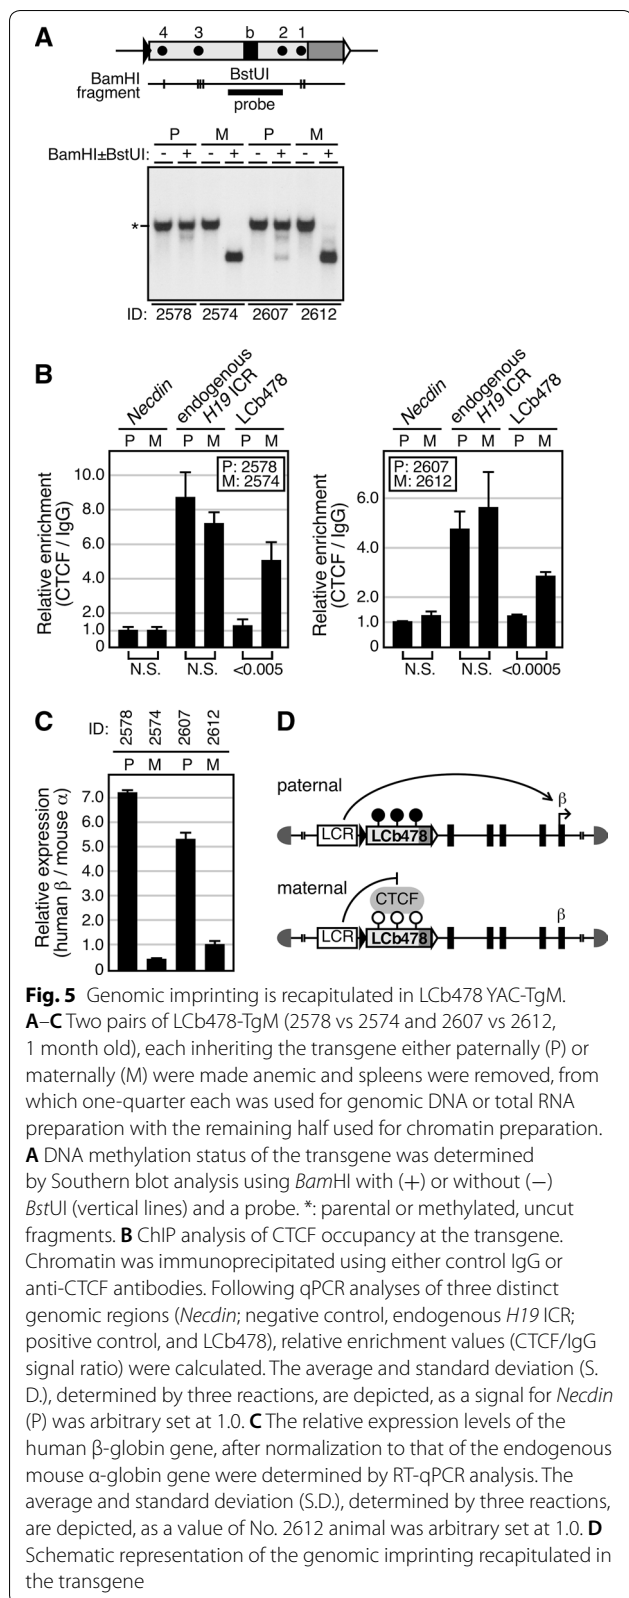 A
4 3 b 2 1
BamHI
fragment
BstUI
probe
P M P M
BamHI±BstUI: - + - + - + - +
*
ID: 2578 2574 2607 2612
B
Necdin
endogenous
H19 ICR
LCb478
P M P M P M
P: 2578
M: 2574
Relative enrichment
(CTCF / IgG)
10.0
8.0
6.0
4.0
2.0
1.0
0
N.S. N.S. <0.005
Necdin
endogenous
H19 ICR
LCb478
P M P M P M
P: 2607
M: 2612
Relative enrichment
(CTCF / IgG)
6.0
4.0
2.0
1.0
0
N.S. N.S. <0.0005
C
ID: 2578 2574 2607 2612
P M P M
Relative expression
(human β / mouse α)
7.0
6.0
5.0
4.0
3.0
2.0
1.0
0
D
paternal
β
LCR LCb478
maternal
CTCF
β
LCR LCb478
Fig. 5 Genomic imprinting is recapitulated in LCb478 YAC-TgM.
A–C Two pairs of LCb478-TgM (2578 vs 2574 and 2607 vs 2612,
1 month old), each inheriting the transgene either paternally (P) or
maternally (M) were made anemic and spleens were removed, from
which one-quarter each was used for genomic DNA or total RNA
preparation with the remaining half used for chromatin preparation.
A DNA methylation status of the transgene was determined
by Southern blot analysis using BamHI with (+) or without (−)
BstUI (vertical lines) and a probe. *: parental or methylated, uncut
fragments. B ChIP analysis of CTCF occupancy at the transgene.
Chromatin was immunoprecipitated using either control IgG or
anti-CTCF antibodies. Following qPCR analyses of three distinct
genomic regions (Necdin; negative control, endogenous H19 ICR;
positive control, and LCb478), relative enrichment values (CTCF/IgG
signal ratio) were calculated. The average and standard deviation (S.
D.), determined by three reactions, are depicted, as a signal for Necdin
(P) was arbitrary set at 1.0. C The relative expression levels of the
human β-globin gene, after normalization to that of the endogenous
mouse α-globin gene were determined by RT-qPCR analysis. The
average and standard deviation (S.D.), determined by three reactions,
are depicted, as a value of No. 2612 animal was arbitrary set at 1.0. D
Schematic representation of the genomic imprinting recapitulated in
the transgene